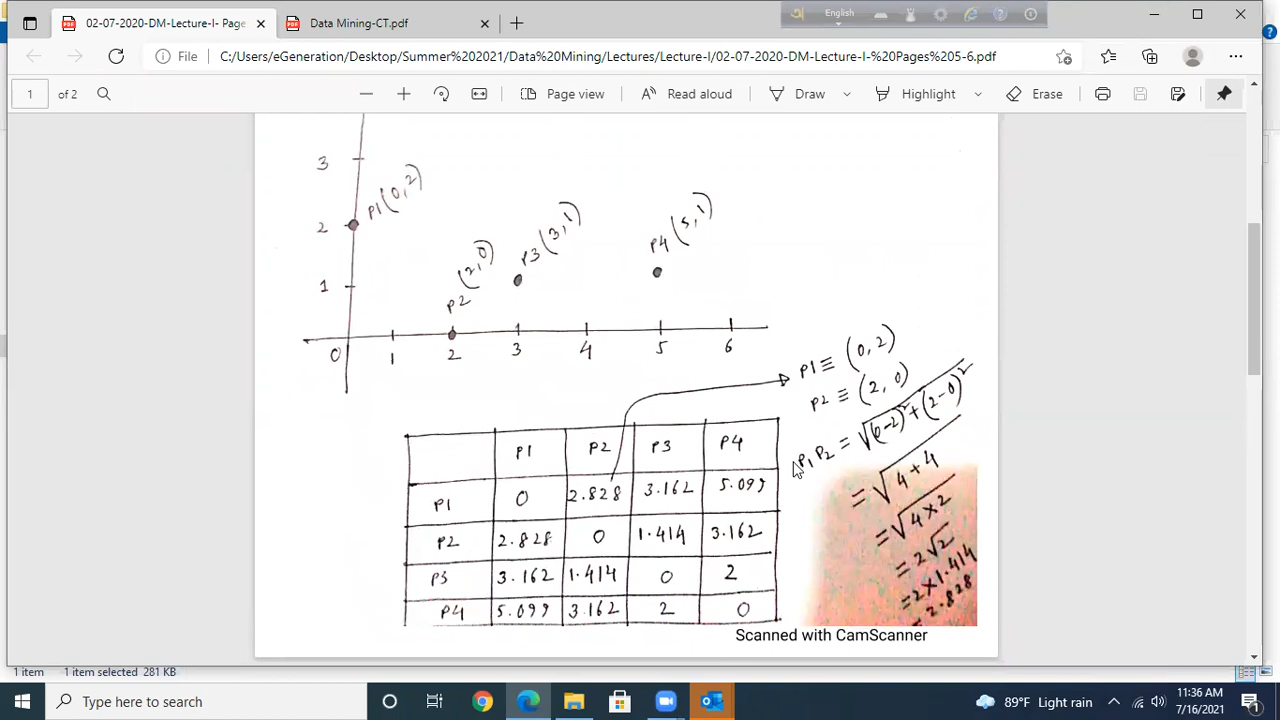 02-07-2020-DM-Lecture-I- Page
Data Mining-CT.pdf
English
File
C:/Users/eGeneration/Desktop/Summer%202021/Data%20Mining/Lectures/Lecture-I/02-07-2020-DM-Lecture-I-%20Pages%205-6.pdf
1 of 2
Page view
Read aloud
Draw
Highlight
Erase
3
2
1
0
1 2 3 4 5 6
P1(0,2)
P2 (2,0)
P3(3,1)
P4(5,1)
P1 ≡ (0,2)
P2 ≡ (2,0)
P1P2 = √(0-2)²+(2-0)²
= √4+4
= √4×2
= 2√2
= 2×1.414
= 2.828
P1 P2 P3 P4
P1 0 2.828 3.162 5.099
P2 2.828 0 1.414 3.162
P3 3.162 1.414 0 2
P4 5.099 3.162 2 0
Scanned with CamScanner
1 item 1 item selected 281 KB
Type here to search
89°F Light rain
11:36 AM
7/16/2021
1